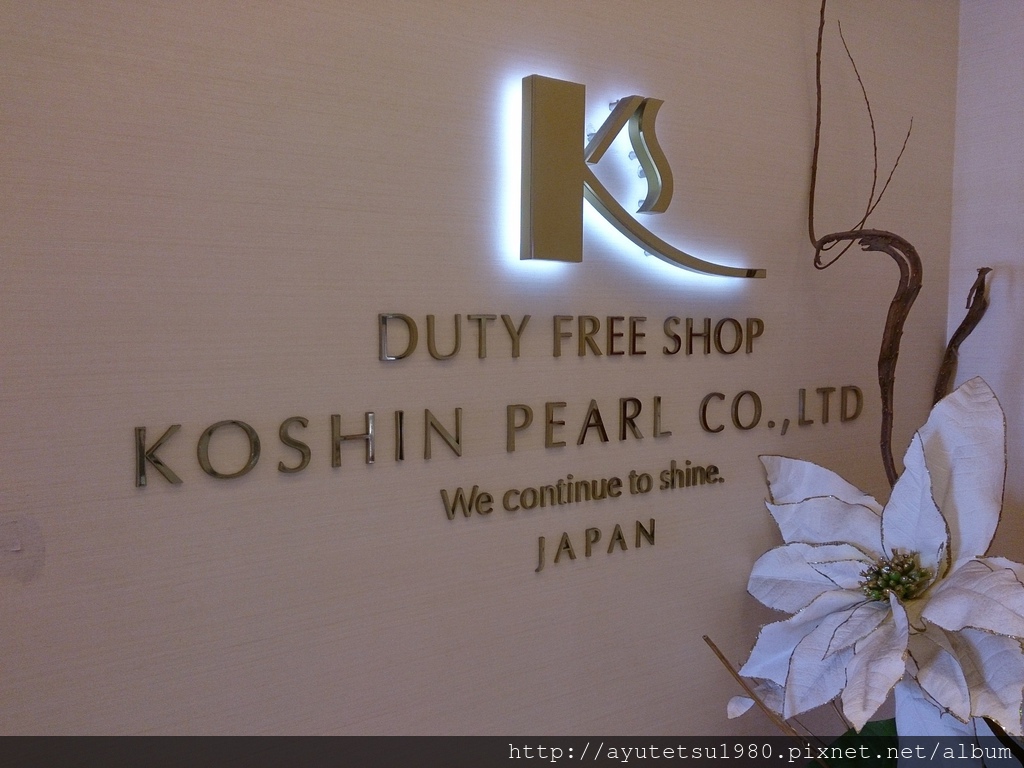 KS
DUTY FREE SHOP
KOSHIN PEARL CO.,LTD
We continue to shine.
JAPAN
http://ayutetsu1980.pixnet.net/album